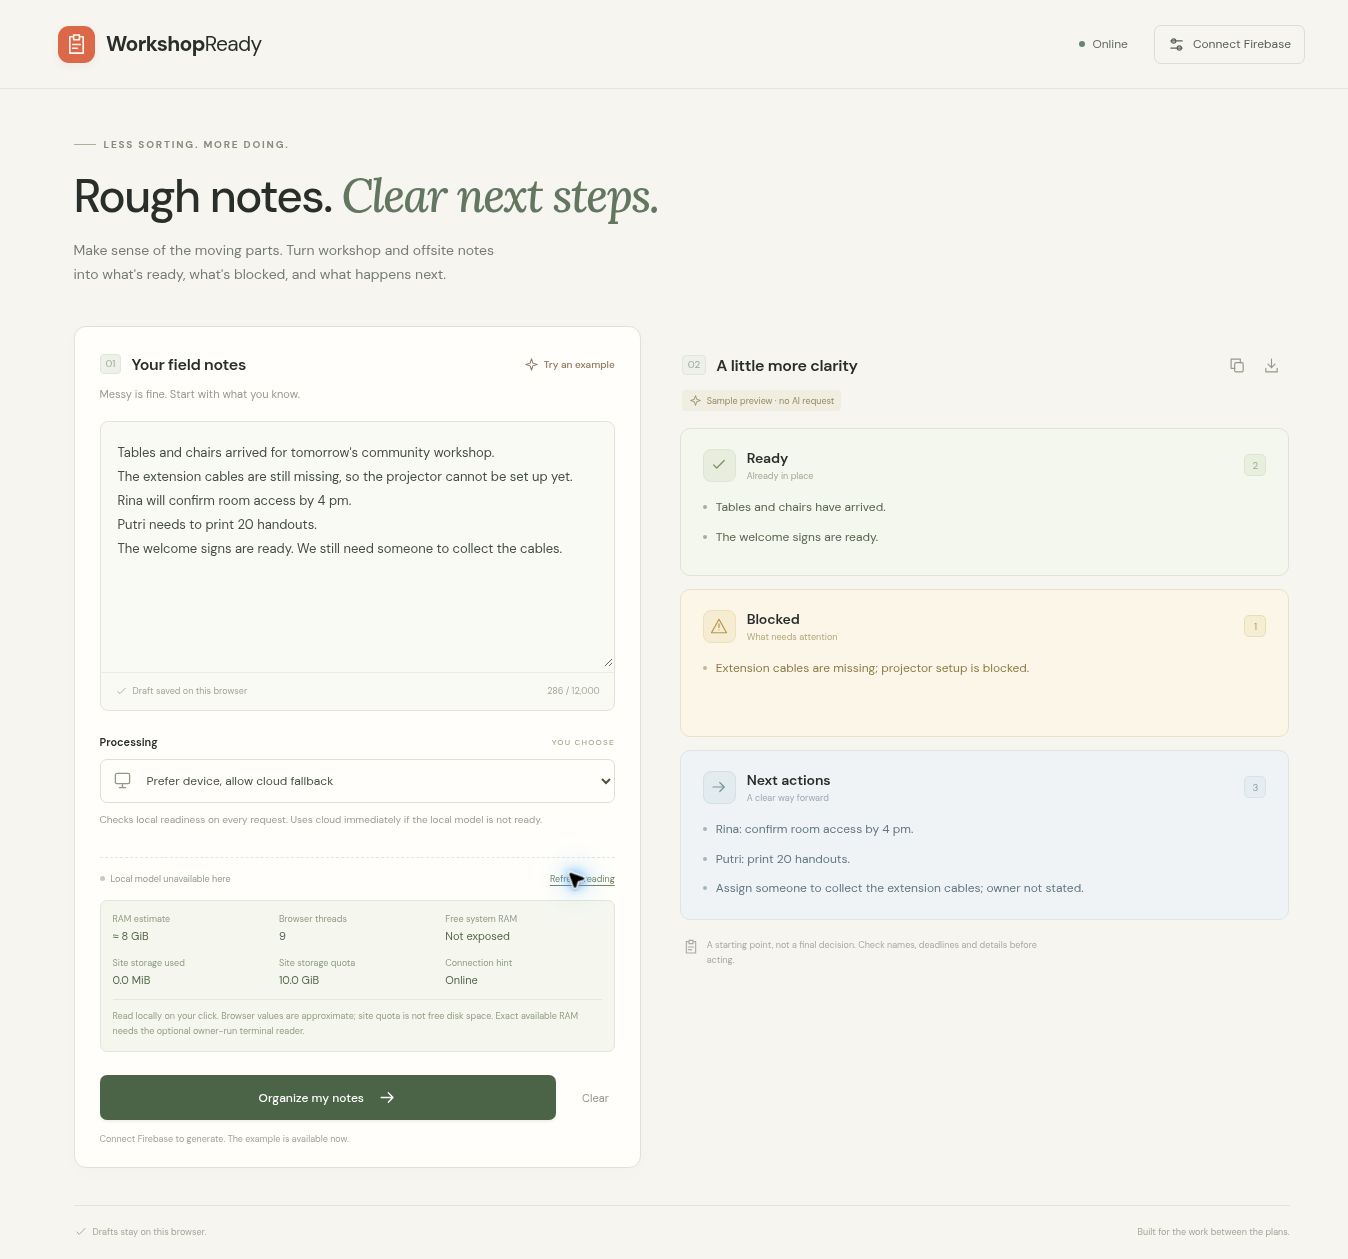 WorkshopReady
Online
Connect Firebase
LESS SORTING. MORE DOING.
Rough notes. Clear next steps.
Make sense of the moving parts. Turn workshop and offsite notes
into what's ready, what's blocked, and what happens next.
01
Your field notes
Try an example
Messy is fine. Start with what you know.
Tables and chairs arrived for tomorrow's community workshop.
The extension cables are still missing, so the projector cannot be set up yet.
Rina will confirm room access by 4 pm.
Putri needs to print 20 handouts.
The welcome signs are ready. We still need someone to collect the cables.
Draft saved on this browser
286 / 12,000
Processing
YOU CHOOSE
Prefer device, allow cloud fallback
Checks local readiness on every request. Uses cloud immediately if the local model is not ready.
Local model unavailable here
RAM estimate
≈ 8 GiB
Browser threads
9
Free system RAM
Not exposed
Site storage used
0.0 MiB
Site storage quota
10.0 GiB
Connection hint
Online
Read locally on your click. Browser values are approximate; site quota is not free disk space. Exact available RAM
needs the optional owner-run terminal reader.
Organize my notes
Clear
Connect Firebase to generate. The example is available now.
02
A little more clarity
Sample preview · no AI request
Ready
Already in place
2
Tables and chairs have arrived.
The welcome signs are ready.
Blocked
What needs attention
1
Extension cables are missing; projector setup is blocked.
Next actions
A clear way forward
3
Rina: confirm room access by 4 pm.
Putri: print 20 handouts.
Assign someone to collect the extension cables; owner not stated.
A starting point, not a final decision. Check names, deadlines and details before
acting.
Drafts stay on this browser.
Built for the work between the plans.